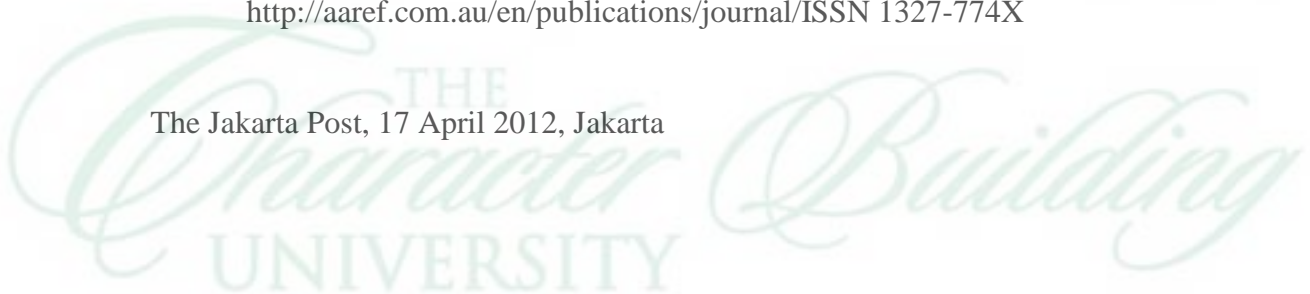 http://aaref.com.au/en/publications/journal/ISSN 1327-774X
The Jakarta Post, 17 April 2012, Jakarta
THE
Character Building
UNIVERSITY